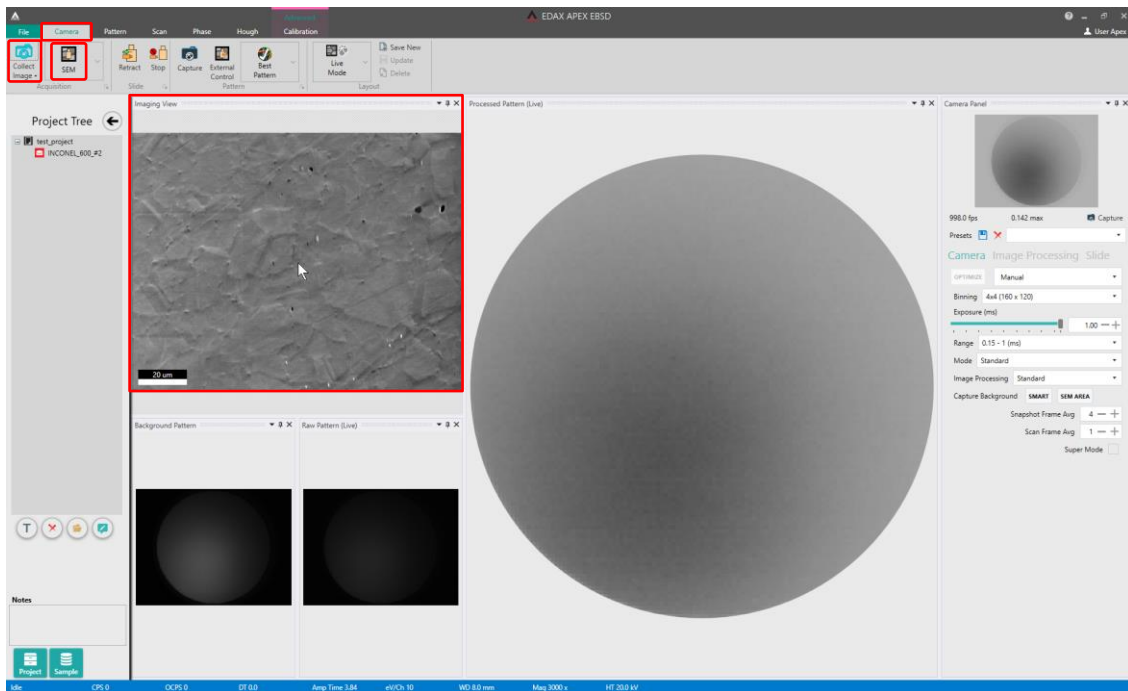 EDAX APEX EBSD
Advanced
File Camera Pattern Scan Phase Hough Calibration
User Apex
Collect Image
SEM
Acquisition
Retract
Stop
Slide
Capture
External Control
Best Pattern
Pattern
Live Mode
Save New
Update
Delete
Layout
Project Tree
test_project
INCONEL_600_#2
T
Notes
Project
Sample
Imaging View
20 um
Background Pattern
Raw Pattern (Live)
Processed Pattern (Live)
Camera Panel
998.0 fps 0.142 max Capture
Presets
Camera Image Processing Slide
OPTIMIZE Manual
Binning 4x4 (160 x 120)
Exposure (ms)
1.00
Range 0.15 - 1 (ms)
Mode Standard
Image Processing Standard
Capture Background SMART SEM AREA
Snapshot Frame Avg 4
Scan Frame Avg 1
Super Mode
Idle CPS 0 OCPS 0 DT 0.0 Amp Time 3.84 eV/Ch 10 WD 8.0 mm Mag 3000 x HT 20.0 kV